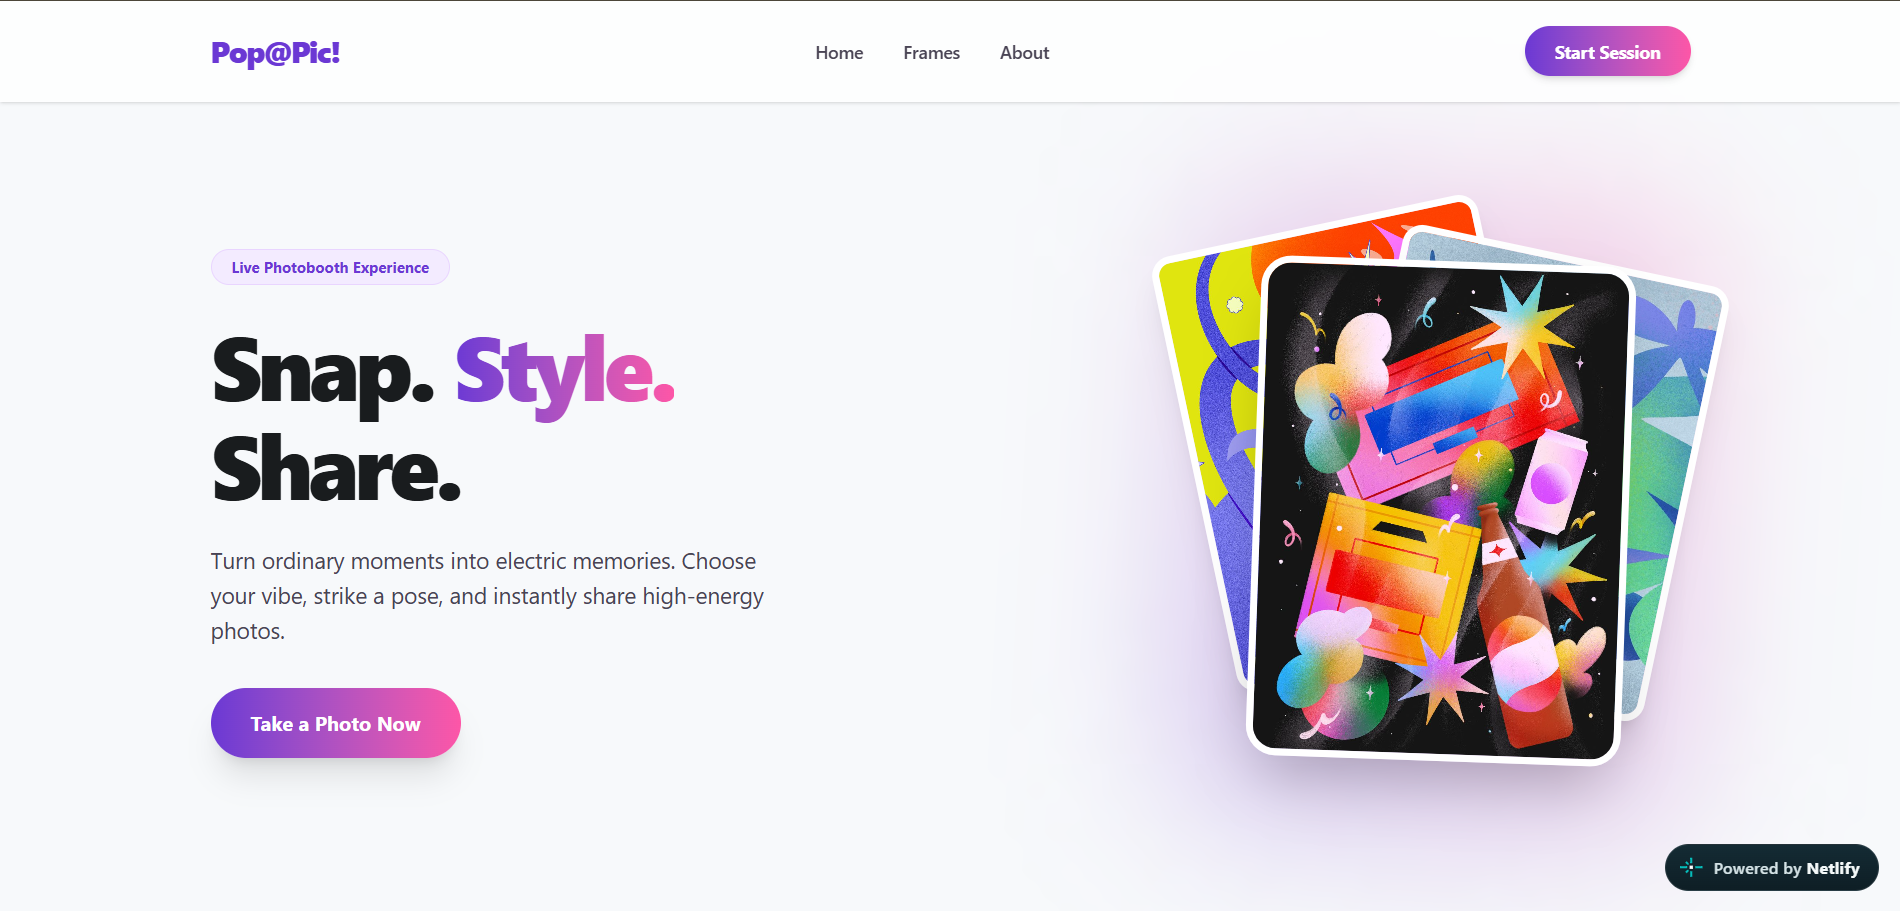 Pop@Pic!
Home
Frames
About
Start Session
Live Photobooth Experience
Snap. Style.
Share.
Turn ordinary moments into electric memories. Choose
your vibe, strike a pose, and instantly share high-energy
photos.
Take a Photo Now
Powered by Netlify